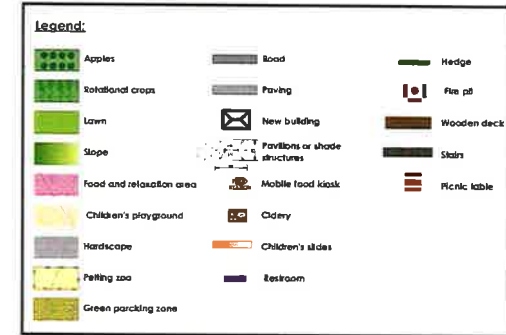 Legend:
Apples
Rotational crops
Lawn
Slope
Food and relaxation area
Children's playground
Hardscape
Petting zoo
Green parcking zone
Road
Paving
New building
Pavilions or shade
structures
Mobile food kiosk
Cidery
Children's slides
Restroom
Hedge
Fire pit
Wooden deck
Stairs
Picnic table